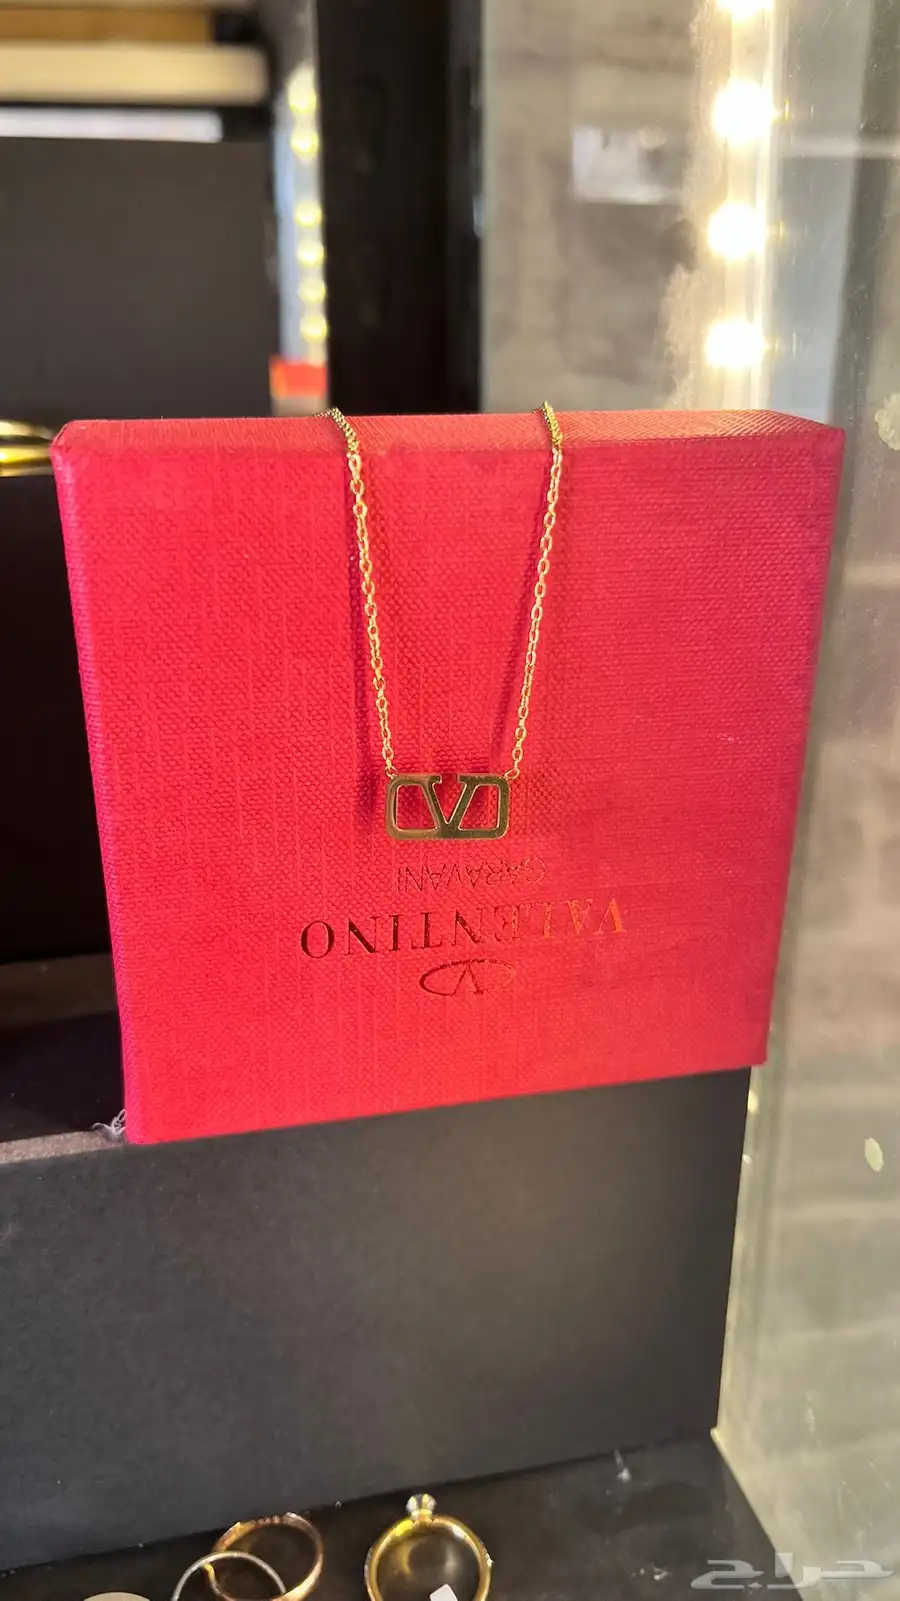 GARAVANI
VALENTINO
V
حراج